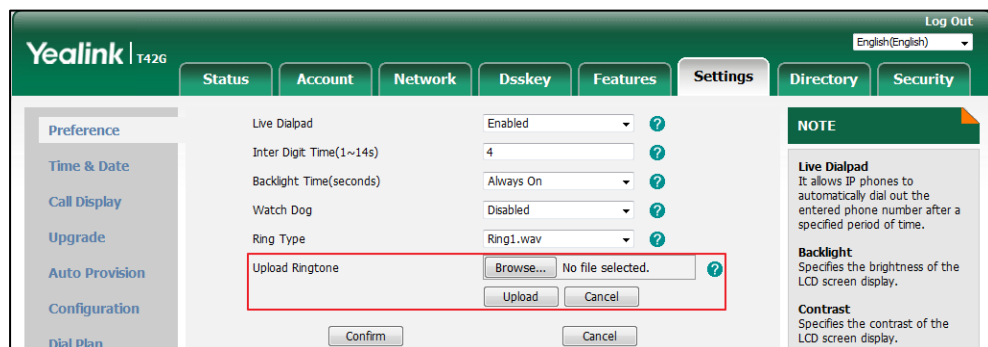 Log Out
Yealink T42G
English(English)
Status Account Network Dsskey Features Settings Directory Security
Preference
Time & Date
Call Display
Upgrade
Auto Provision
Configuration
Dial Plan
Live Dialpad Enabled ?
Inter Digit Time(1~14s) 4 ?
Backlight Time(seconds) Always On ?
Watch Dog Disabled ?
Ring Type Ring1.wav ?
Upload Ringtone Browse... No file selected. ?
Upload Cancel
Confirm Cancel
NOTE
Live Dialpad
It allows IP phones to
automatically dial out the
entered phone number after a
specified period of time.
Backlight
Specifies the brightness of the
LCD screen display.
Contrast
Specifies the contrast of the
LCD screen display.